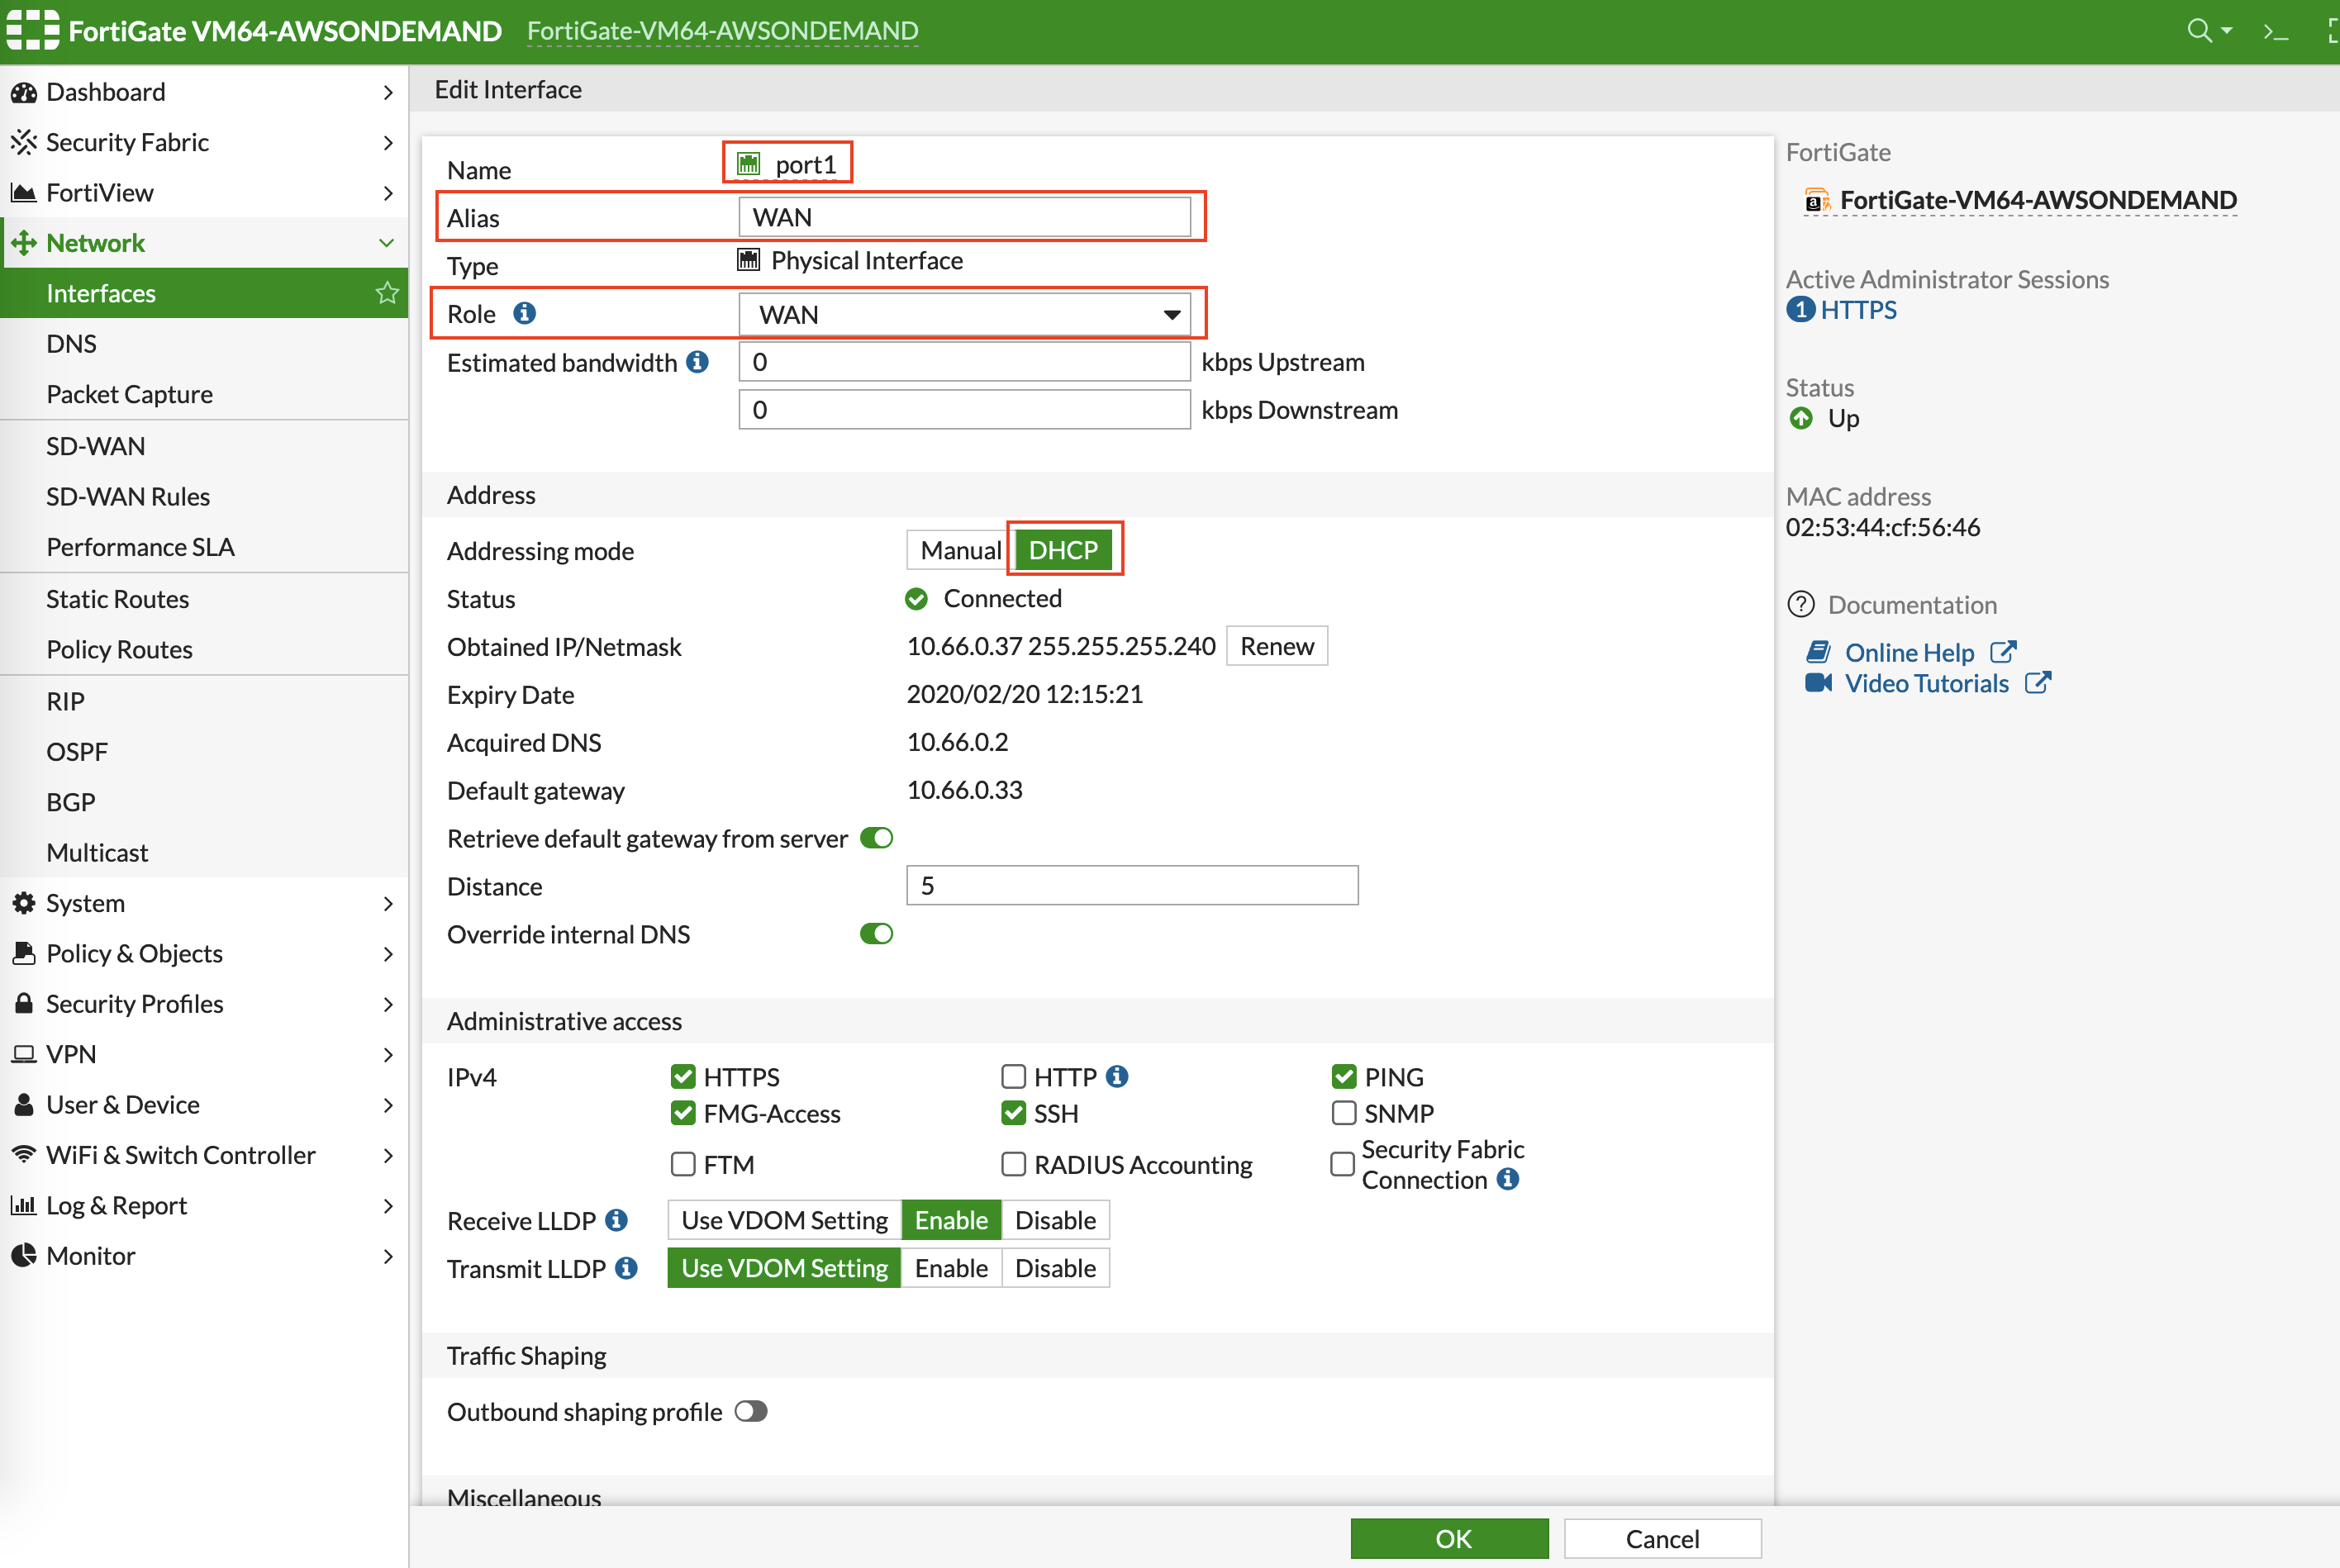 FortiGate VM64-AWSONDEMAND FortiGate-VM64-AWSONDEMAND >_
Dashboard
Security Fabric
FortiView
Network
Interfaces
DNS
Packet Capture
SD-WAN
SD-WAN Rules
Performance SLA
Static Routes
Policy Routes
RIP
OSPF
BGP
Multicast
System
Policy & Objects
Security Profiles
VPN
User & Device
WiFi & Switch Controller
Log & Report
Monitor
Edit Interface
Name port1
Alias WAN
Type Physical Interface
Role WAN
Estimated bandwidth 0 kbps Upstream
0 kbps Downstream
Address
Addressing mode Manual DHCP
Status Connected
Obtained IP/Netmask 10.66.0.37 255.255.255.240 Renew
Expiry Date 2020/02/20 12:15:21
Acquired DNS 10.66.0.2
Default gateway 10.66.0.33
Retrieve default gateway from server
Distance 5
Override internal DNS
Administrative access
IPv4 HTTPS HTTP PING
FMG-Access SSH SNMP
FTM RADIUS Accounting Security Fabric
Connection
Receive LLDP Use VDOM Setting Enable Disable
Transmit LLDP Use VDOM Setting Enable Disable
Traffic Shaping
Outbound shaping profile
Miscellaneous
OK Cancel
FortiGate
FortiGate-VM64-AWSONDEMAND
Active Administrator Sessions
1 HTTPS
Status
Up
MAC address
02:53:44:cf:56:46
Documentation
Online Help
Video Tutorials